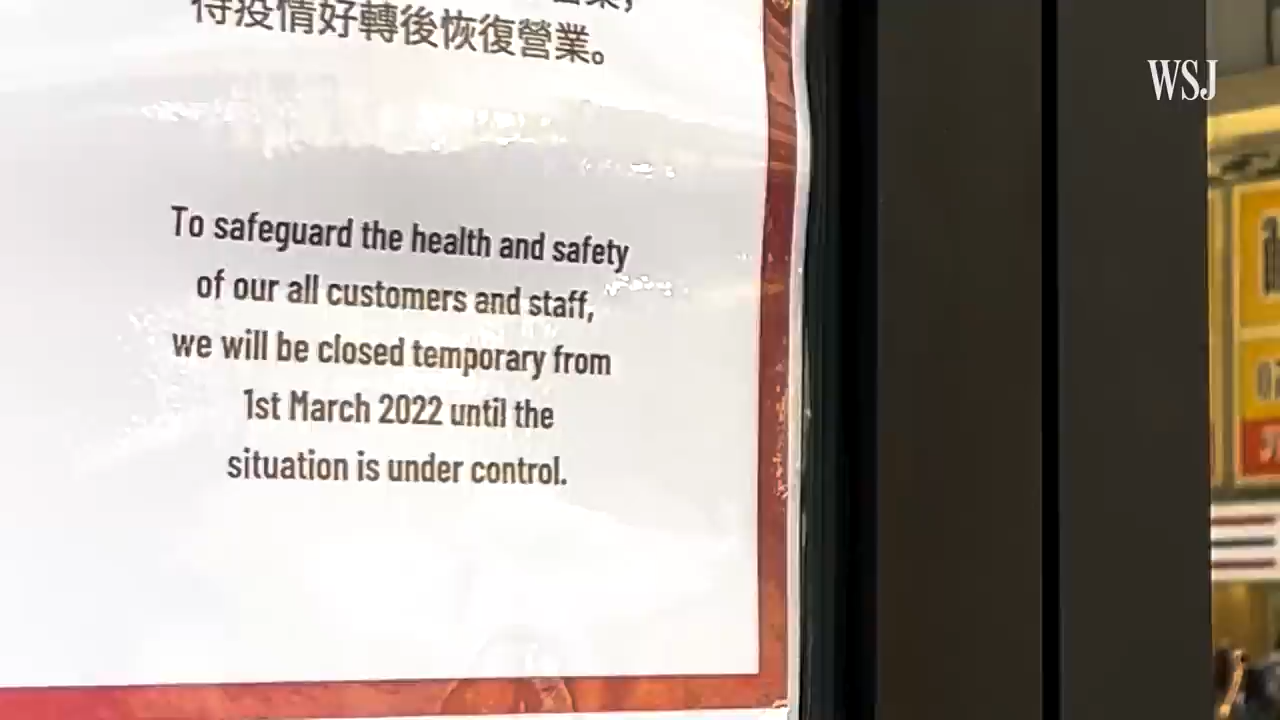 待疫情好轉後恢復營業。
WSJ
To safeguard the health and safety
of our all customers and staff,
we will be closed temporary from
1st March 2022 until the
situation is under control.